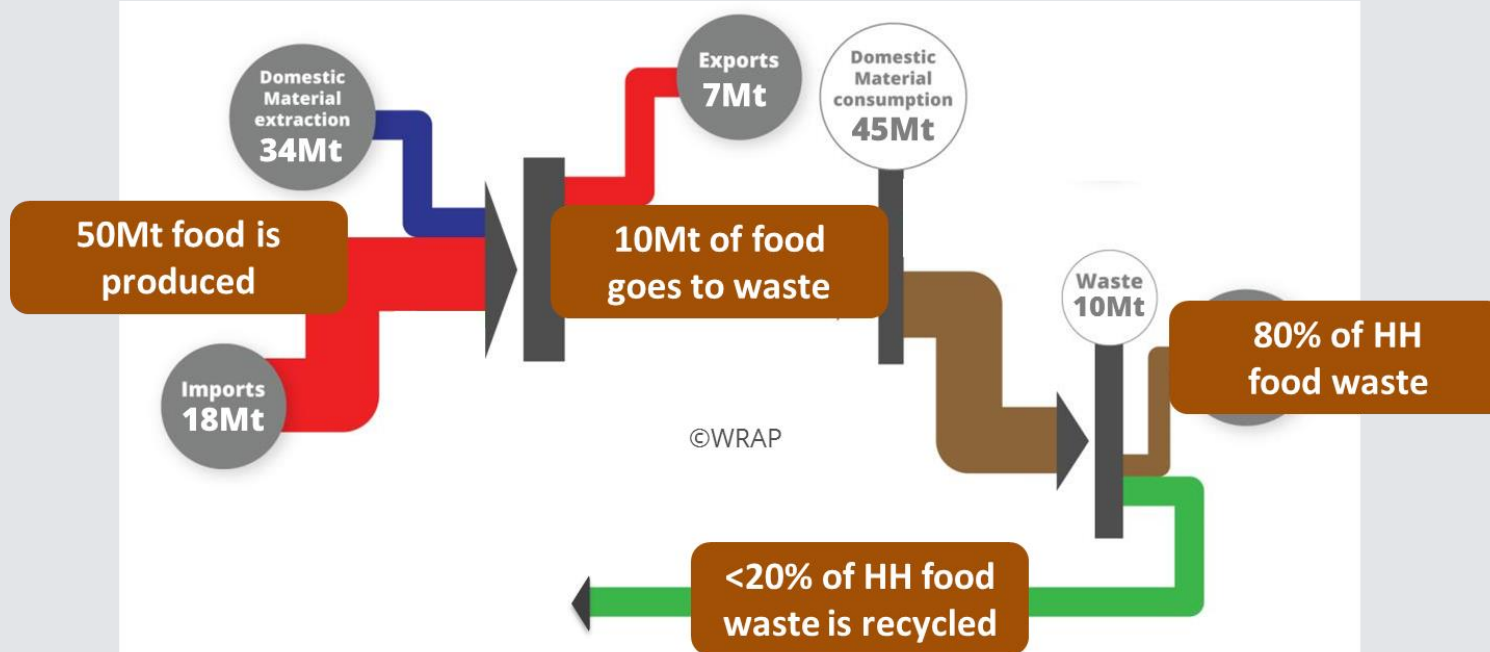 Domestic
Material
extraction
34Mt
Exports
7Mt
Domestic
Material
consumption
45Mt
50Mt food is
produced
10Mt of food
goes to waste
Waste
10Mt
80% of HH
food waste
Imports
18Mt
©WRAP
<20% of HH food
waste is recycled